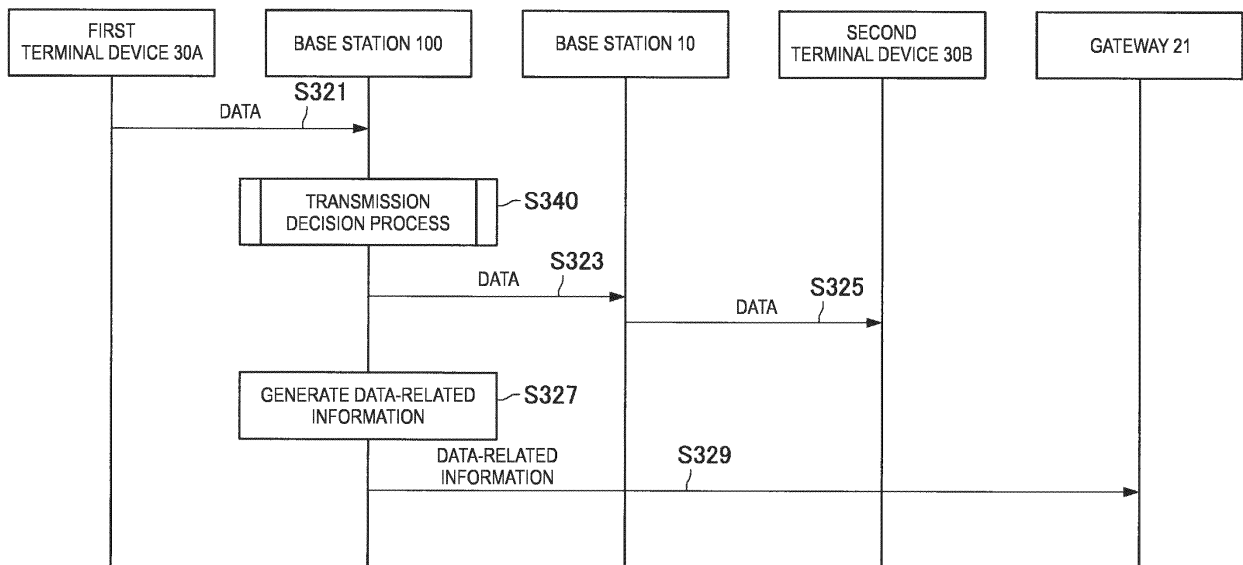 FIRST
TERMINAL DEVICE 30A
BASE STATION 100
BASE STATION 10
SECOND
TERMINAL DEVICE 30B
GATEWAY 21
S321
DATA
TRANSMISSION
DECISION PROCESS
S340
S323
DATA
S325
DATA
GENERATE DATA-RELATED
INFORMATION
S327
DATA-RELATED
INFORMATION
S329